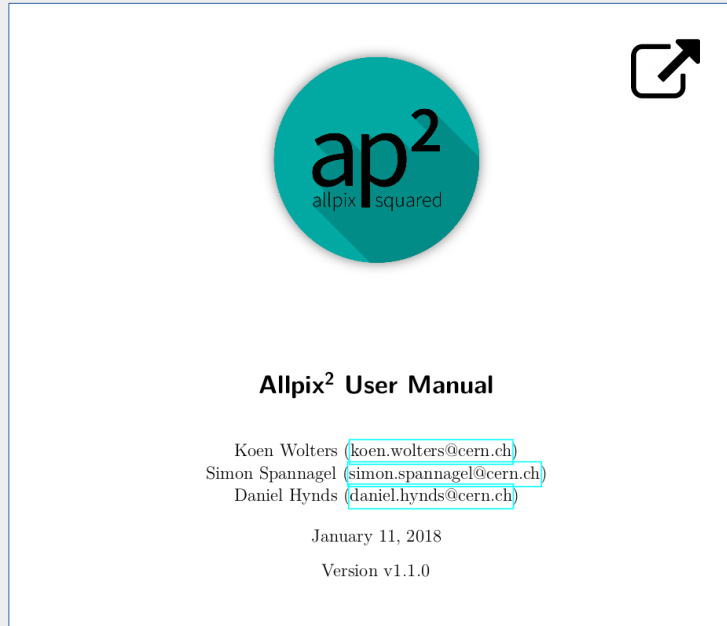 ap²
allpix squared
Allpix² User Manual
Koen Wolters (koen.wolters@cern.ch)
Simon Spannagel (simon.spannagel@cern.ch)
Daniel Hynds (daniel.hynds@cern.ch)
January 11, 2018
Version v1.1.0